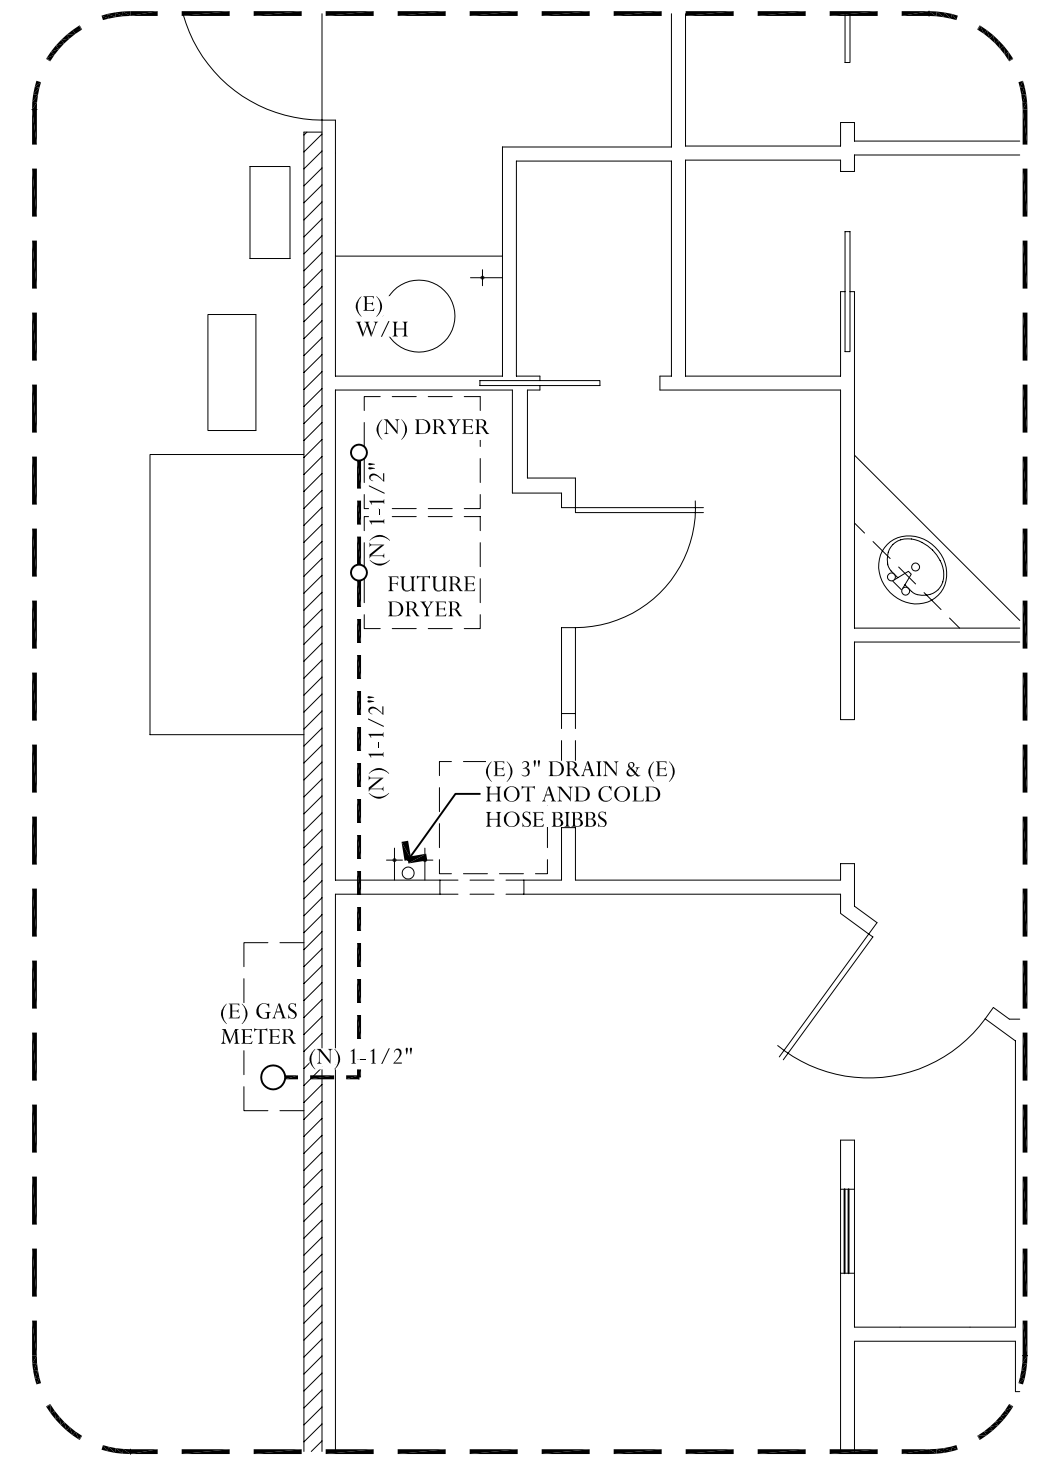 (E)
W/H
(N) DRYER
(N) 1-1/2"
FUTURE
DRYER
(N) 1-1/2"
(E) 3" DRAIN & (E)
HOT AND COLD
HOSE BIBBS
(E) GAS
METER
(N) 1-1/2"